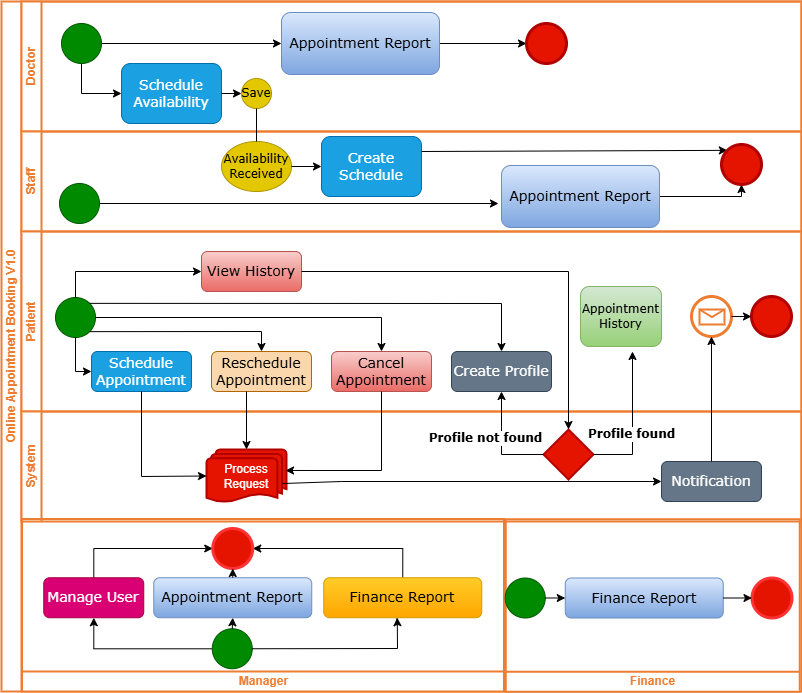 Online Appointment Booking V1.0
Doctor
Appointment Report
Schedule
Availability
Save
Staff
Availability
Received
Create
Schedule
Appointment Report
Patient
View History
Appointment
History
Schedule
Appointment
Reschedule
Appointment
Cancel
Appointment
Create Profile
System
Profile not found
Profile found
Process
Request
Notification
Manage User
Appointment Report
Finance Report
Finance Report
Manager
Finance